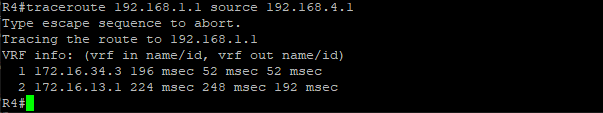 R4#traceroute 192.168.1.1 source 192.168.4.1
Type escape sequence to abort.
Tracing the route to 192.168.1.1
VRF info: (vrf in name/id, vrf out name/id)
  1 172.16.34.3 196 msec 52 msec 52 msec
  2 172.16.13.1 224 msec 248 msec 192 msec
R4#